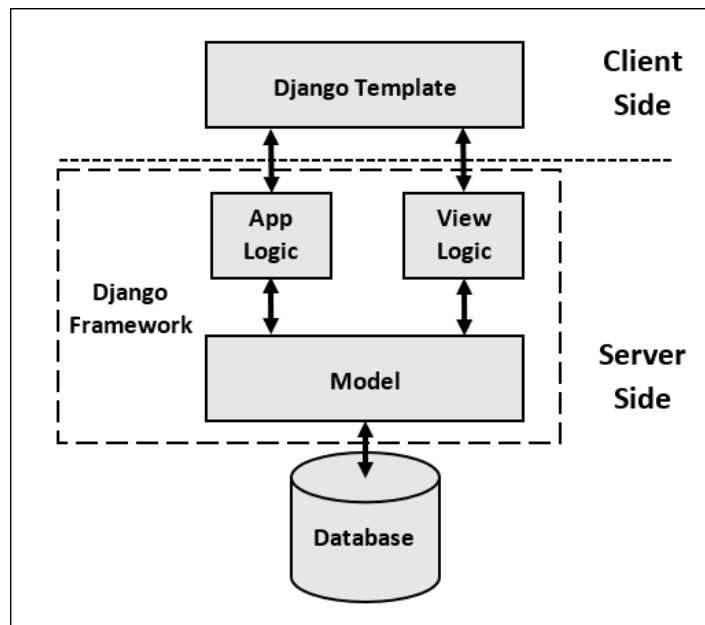 Django Template
Client
Side
App
Logic
View
Logic
Django
Framework
Model
Server
Side
Database